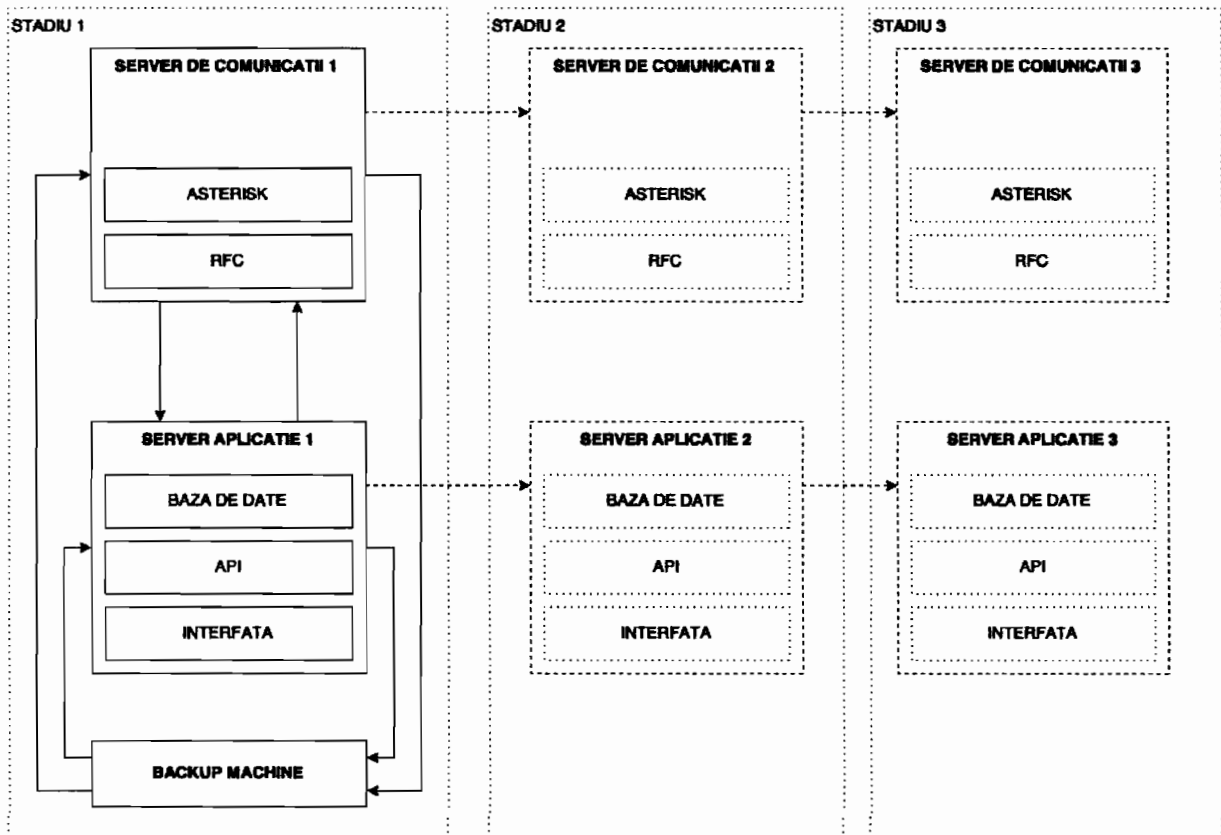 STADIU 1
SERVER DE COMUNICATII 1
ASTERISK
RFC
SERVER APLICATIE 1
BAZA DE DATE
API
INTERFATA
BACKUP MACHINE
STADIU 2
SERVER DE COMUNICATII 2
ASTERISK
RFC
SERVER APLICATIE 2
BAZA DE DATE
API
INTERFATA
STADIU 3
SERVER DE COMUNICATII 3
ASTERISK
RFC
SERVER APLICATIE 3
BAZA DE DATE
API
INTERFATA